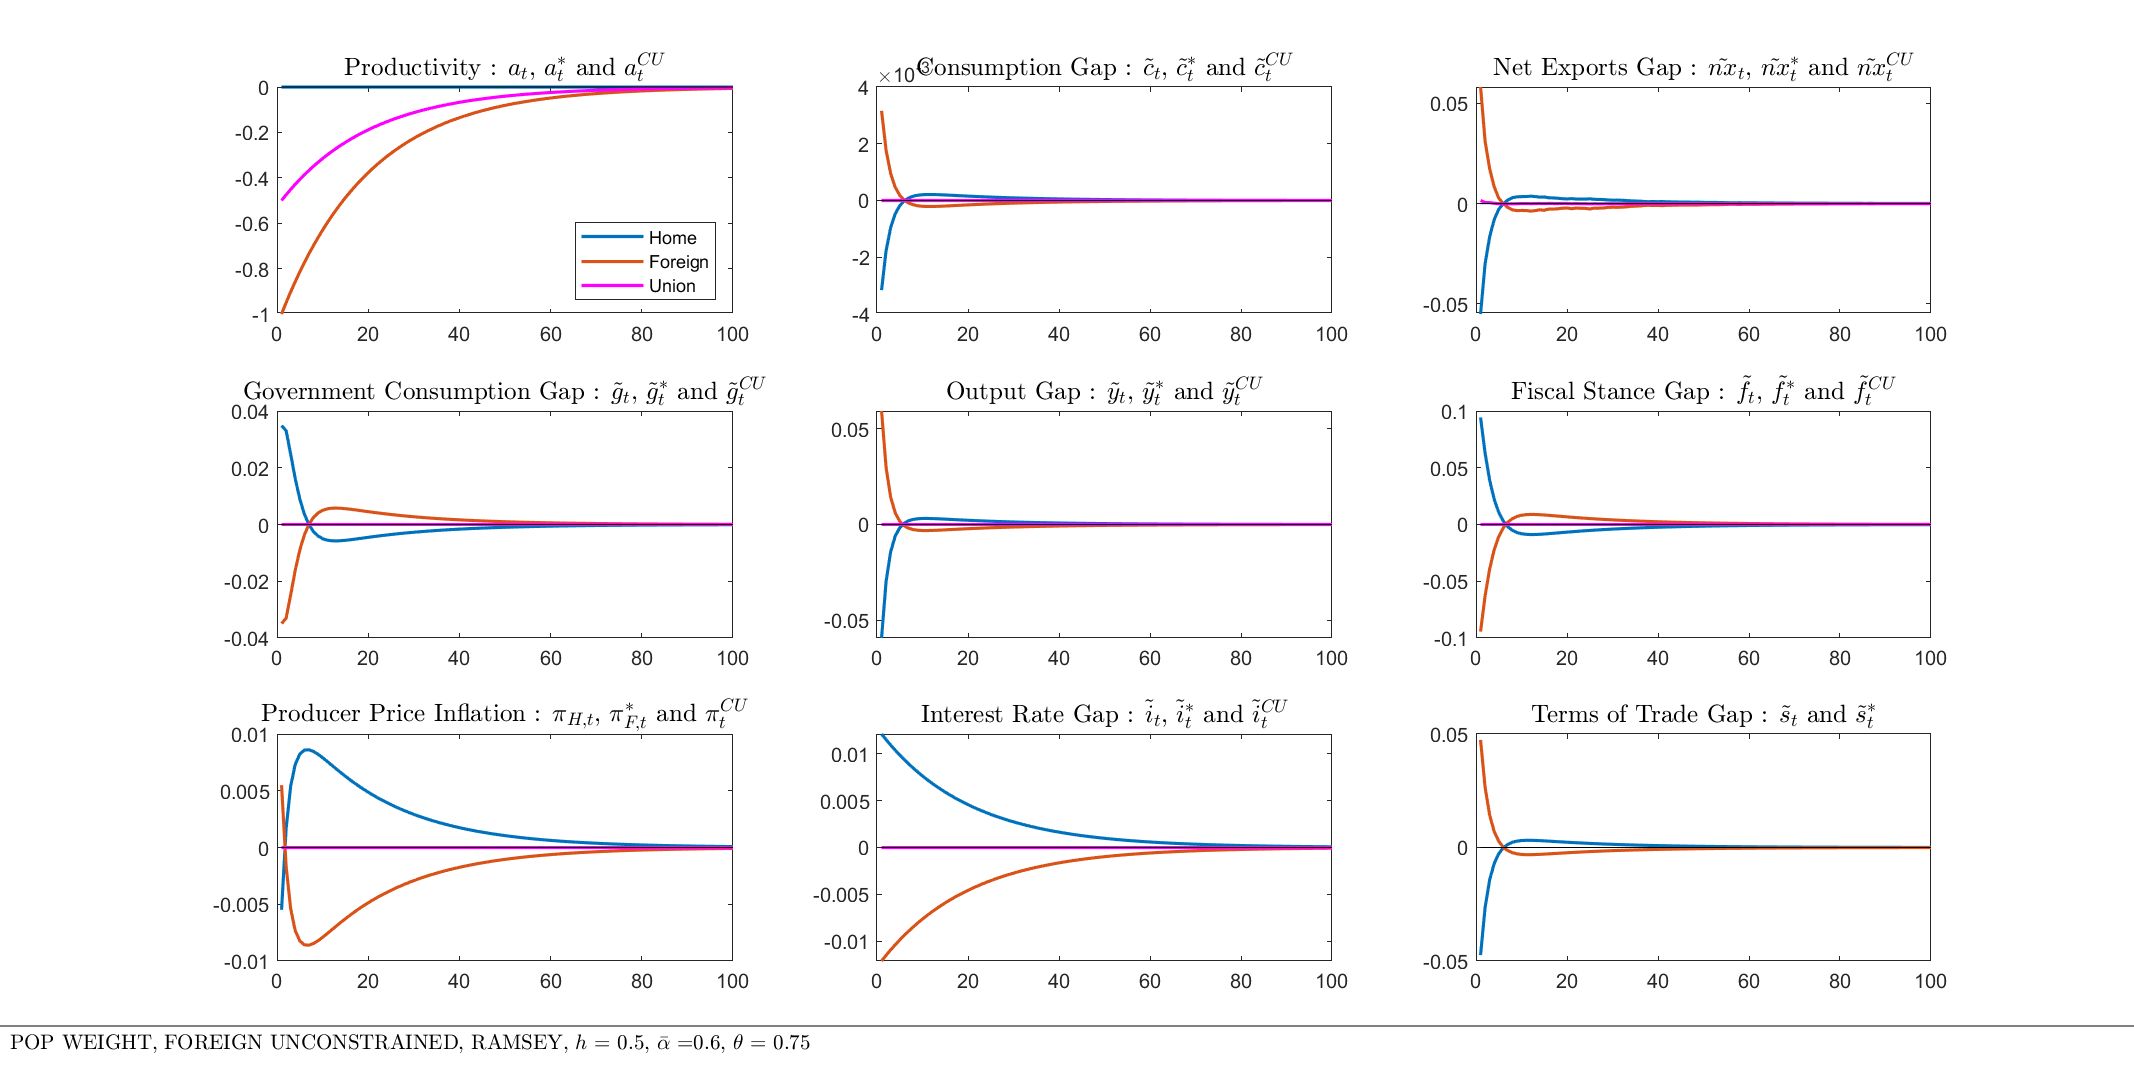 Productivity : a_t, a_t^* and a_t^{CU}
0
-0.2
-0.4
-0.6
-0.8
-1
0 20 40 60 80 100
Home
Foreign
Union
Consumption Gap : c̃_t, c̃_t^* and c̃_t^{CU}
4
2
0
-2
-4
0 20 40 60 80 100
Net Exports Gap : ñx_t, ñx_t^* and ñx_t^{CU}
0.05
0
-0.05
0 20 40 60 80 100
Government Consumption Gap : g̃_t, g̃_t^* and g̃_t^{CU}
0.04
0.02
0
-0.02
-0.04
0 20 40 60 80 100
Output Gap : ỹ_t, ỹ_t^* and ỹ_t^{CU}
0.05
0
-0.05
0 20 40 60 80 100
Fiscal Stance Gap : f̃_t, f̃_t^* and f̃_t^{CU}
0.1
0.05
0
-0.05
-0.1
0 20 40 60 80 100
Producer Price Inflation : π_{H,t}, π_{F,t}^* and π_t^{CU}
0.01
0.005
0
-0.005
-0.01
0 20 40 60 80 100
Interest Rate Gap : ĩ_t, ĩ_t^* and ĩ_t^{CU}
0.01
0.005
0
-0.005
-0.01
0 20 40 60 80 100
Terms of Trade Gap : s̃_t and s̃_t^*
0.05
0
-0.05
0 20 40 60 80 100
POP WEIGHT, FOREIGN UNCONSTRAINED, RAMSEY, h = 0.5, ᾱ =0.6, θ = 0.75